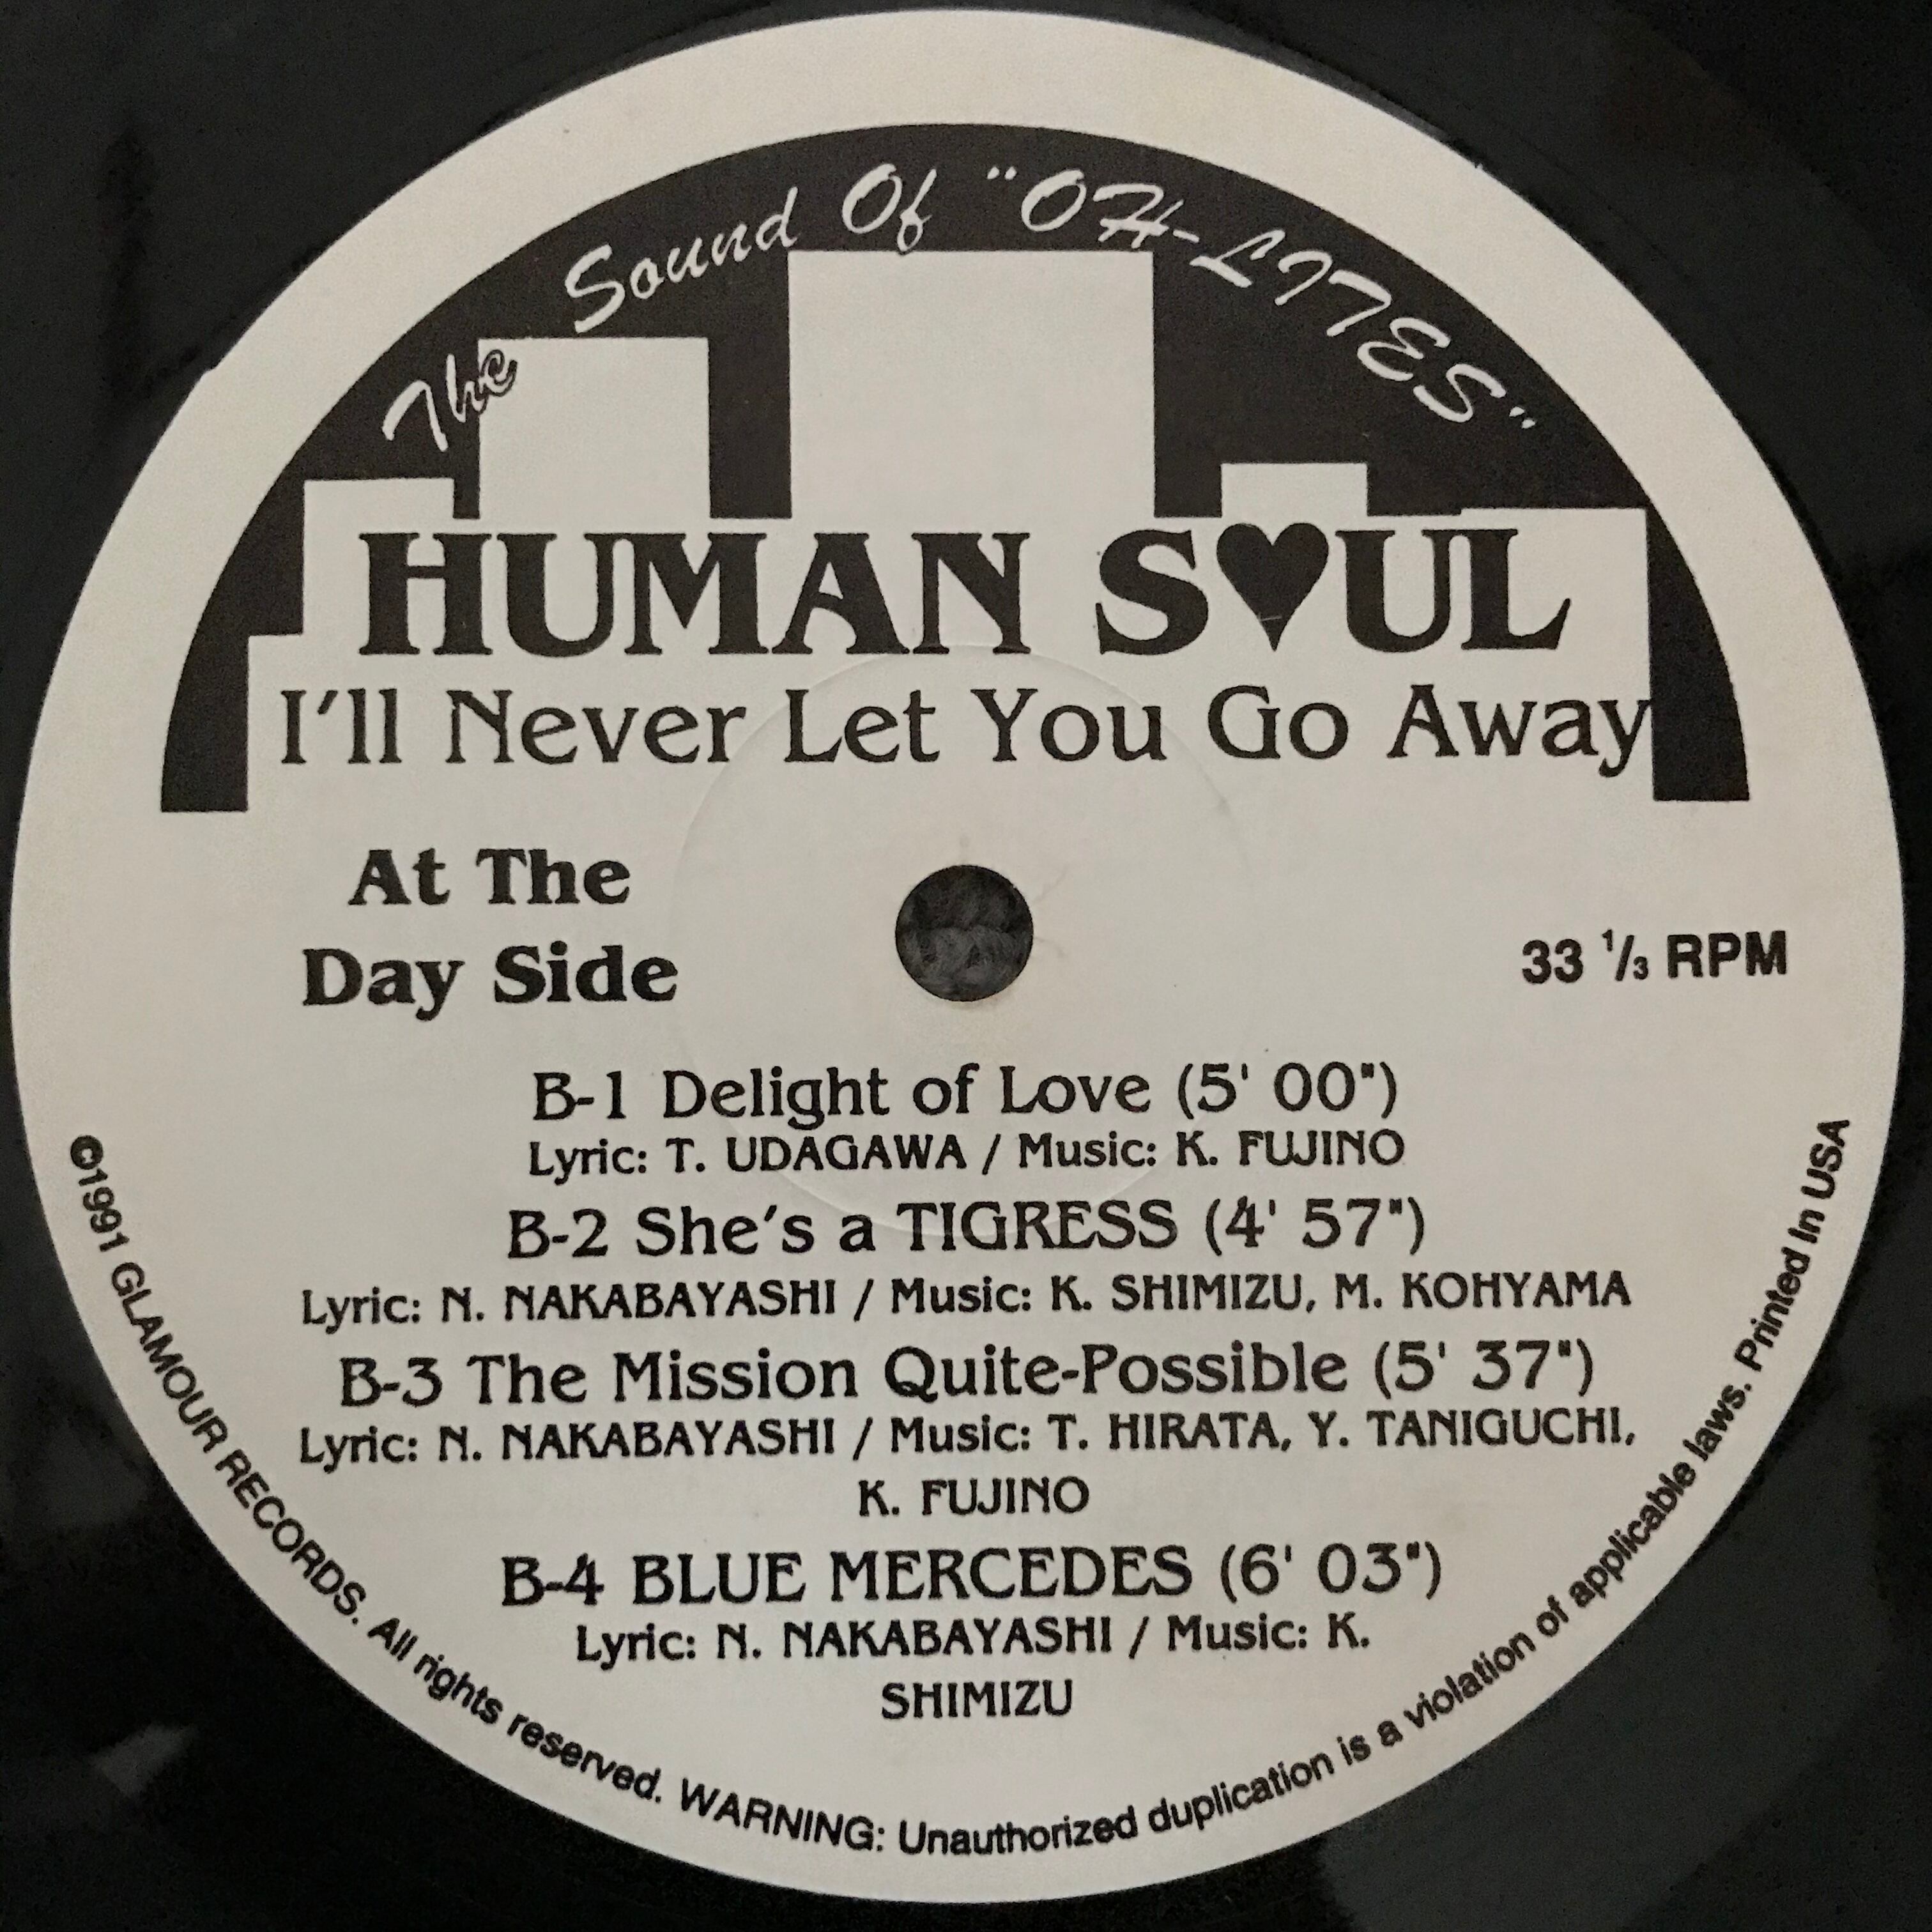 The Sound Of "OH-LITES"
HUMAN S♥UL
I'll Never Let You Go Away
At The
Day Side
33 1/3 RPM
B-1 Delight of Love (5' 00")
Lyric: T. UDAGAWA / Music: K. FUJINO
B-2 She's a TIGRESS (4' 57")
Lyric: N. NAKABAYASHI / Music: K. SHIMIZU, M. KOHYAMA
B-3 The Mission Quite-Possible (5' 37")
Lyric: N. NAKABAYASHI / Music: T. HIRATA, Y. TANIGUCHI,
K. FUJINO
B-4 BLUE MERCEDES (6' 03")
Lyric: N. NAKABAYASHI / Music: K.
SHIMIZU
©1991 GLAMOUR RECORDS. All rights reserved. WARNING: Unauthorized duplication is a violation of applicable laws. Printed In USA